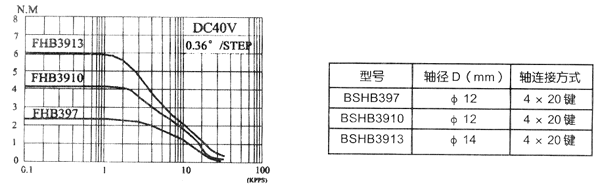 N.M
8
7
6
4
3
2
1
0
DC40V
0.36°/STEP
FHB3913
FHB3910
FHB397
0.1
1
10
100
(KPPS)
型号 轴径 D (mm) 轴连接方式
BSHB397 φ 12 4 × 20 键
BSHB3910 φ 12 4 × 20 键
BSHB3913 φ 14 4 × 20 键